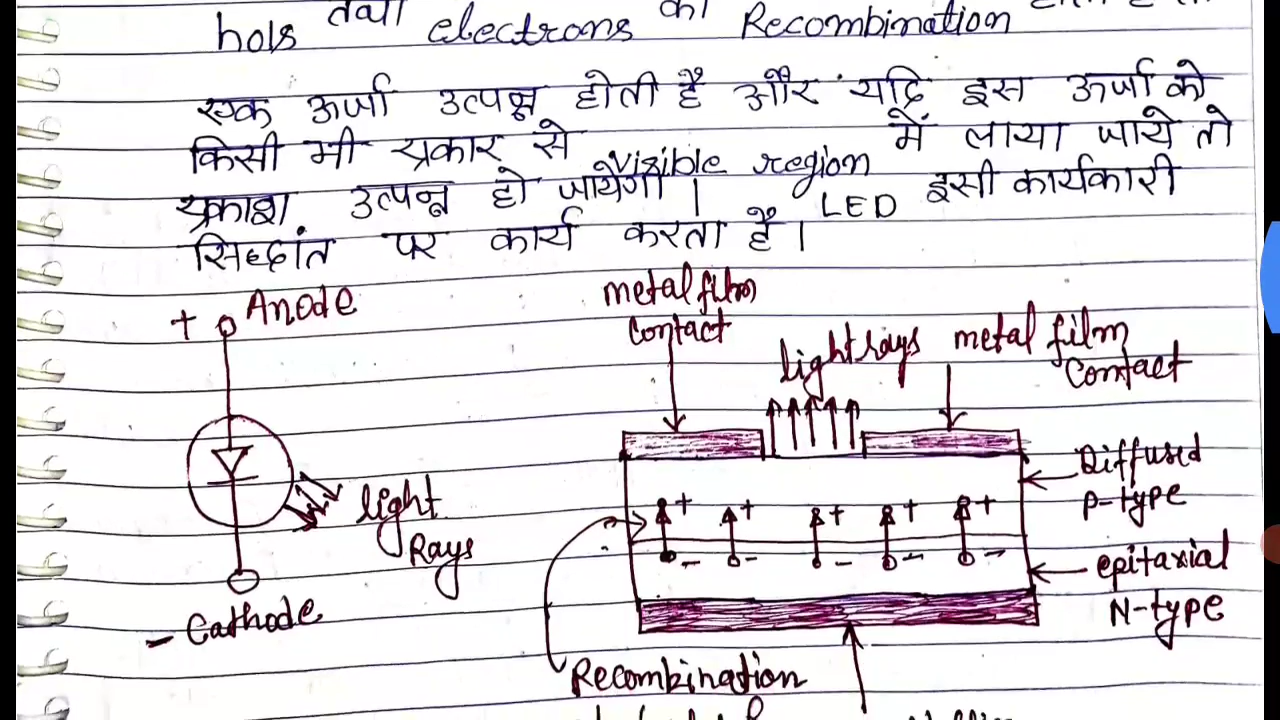 hols तथा electrons का Recombination
एक ऊर्जा उत्पन्न होती है और यदि इस ऊर्जा को
किसी भी प्रकार से visible region में लाया जाये तो
प्रकाश उत्पन्न हो जायेगा । LED इसी कार्यकारी
सिद्धांत पर कार्य करता है ।
+ Anode
metal film
Contact
light rays
metal film
Contact
Diffused
P-type
light
Rays
+ + + + +
- - - - -
epitaxial
N-type
- Cathode
Recombination